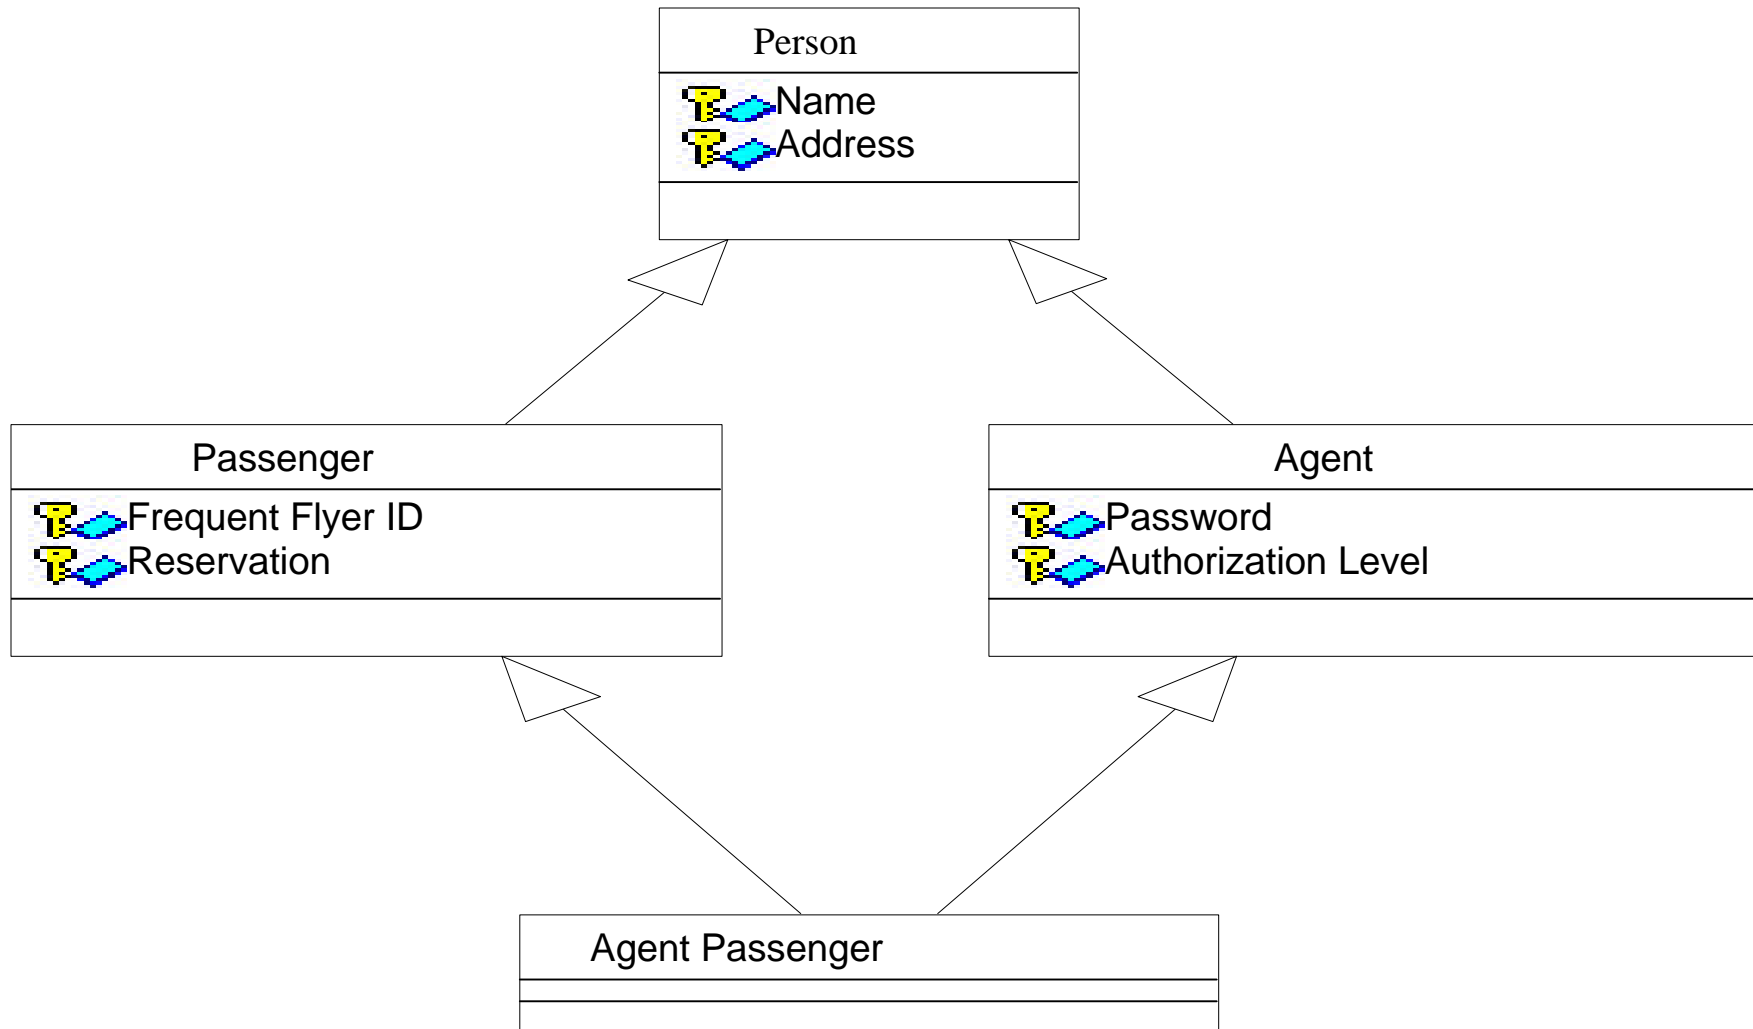 Person
Name
Address
Passenger
Frequent Flyer ID
Reservation
Agent
Password
Authorization Level
Agent Passenger